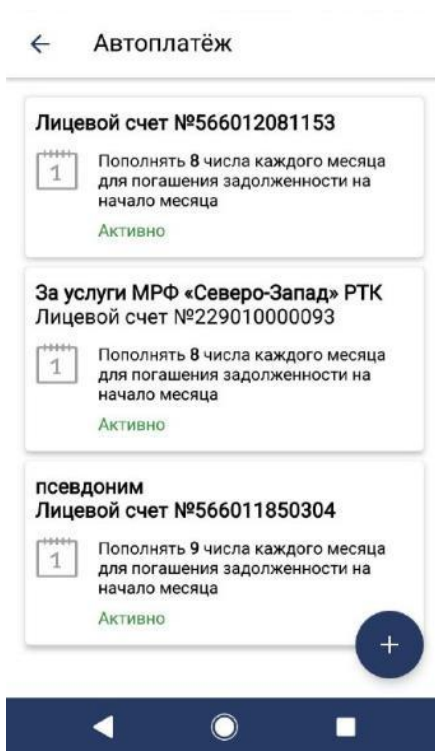 Автоплатёж
Лицевой счет №566012081153
1
Пополнять 8 числа каждого месяца
для погашения задолженности на
начало месяца
Активно
За услуги МРФ «Северо-Запад» РТК
Лицевой счет №229010000093
1
Пополнять 8 числа каждого месяца
для погашения задолженности на
начало месяца
Активно
псевдоним
Лицевой счет №566011850304
1
Пополнять 9 числа каждого месяца
для погашения задолженности на
начало месяца
Активно
+